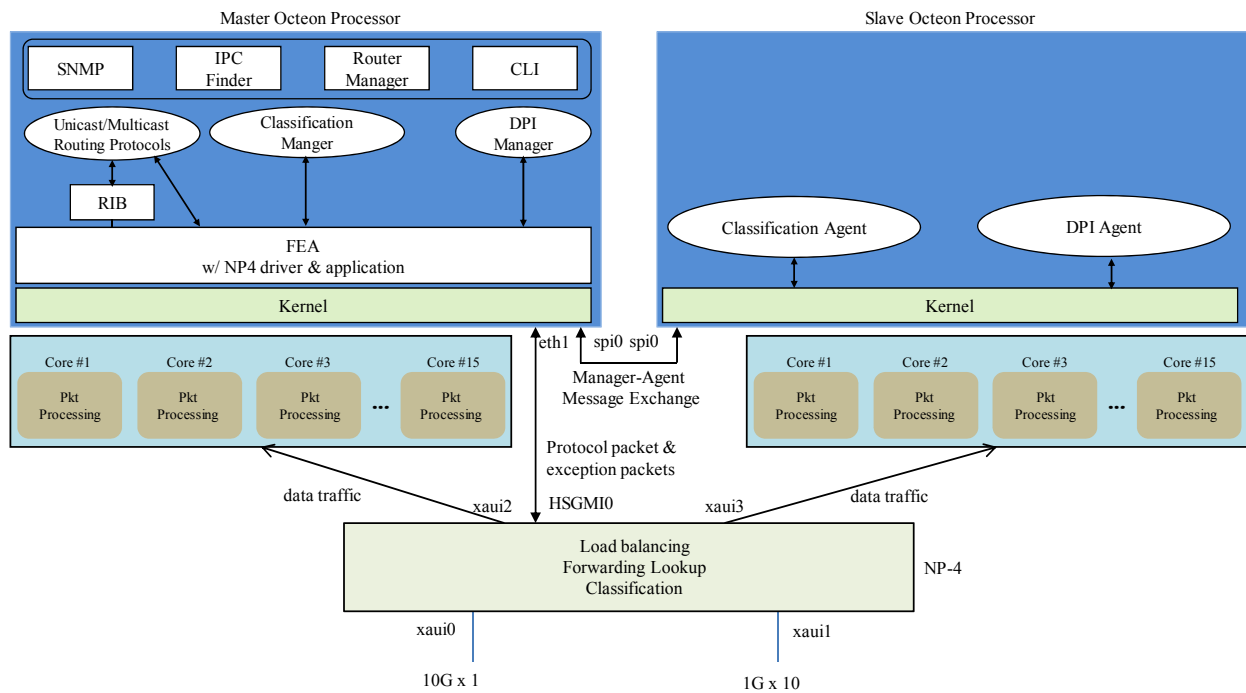 Master Octeon Processor
Slave Octeon Processor
SNMP
IPC
Finder
Router
Manager
CLI
Unicast/Multicast
Routing Protocols
Classification
Manger
DPI
Manager
RIB
Classification Agent
DPI Agent
FEA
w/ NP4 driver & application
Kernel
Kernel
eth1
spi0 spi0
Manager-Agent
Message Exchange
Core #1
Core #2
Core #3
Core #15
Pkt
Processing
Pkt
Processing
Pkt
Processing
...
Pkt
Processing
Core #1
Core #2
Core #3
Core #15
Pkt
Processing
Pkt
Processing
Pkt
Processing
...
Pkt
Processing
Protocol packet &
exception packets
data traffic
data traffic
xaui2
HSGMI0
xaui3
Load balancing
Forwarding Lookup
Classification
NP-4
xaui0
xaui1
10G x 1
1G x 10